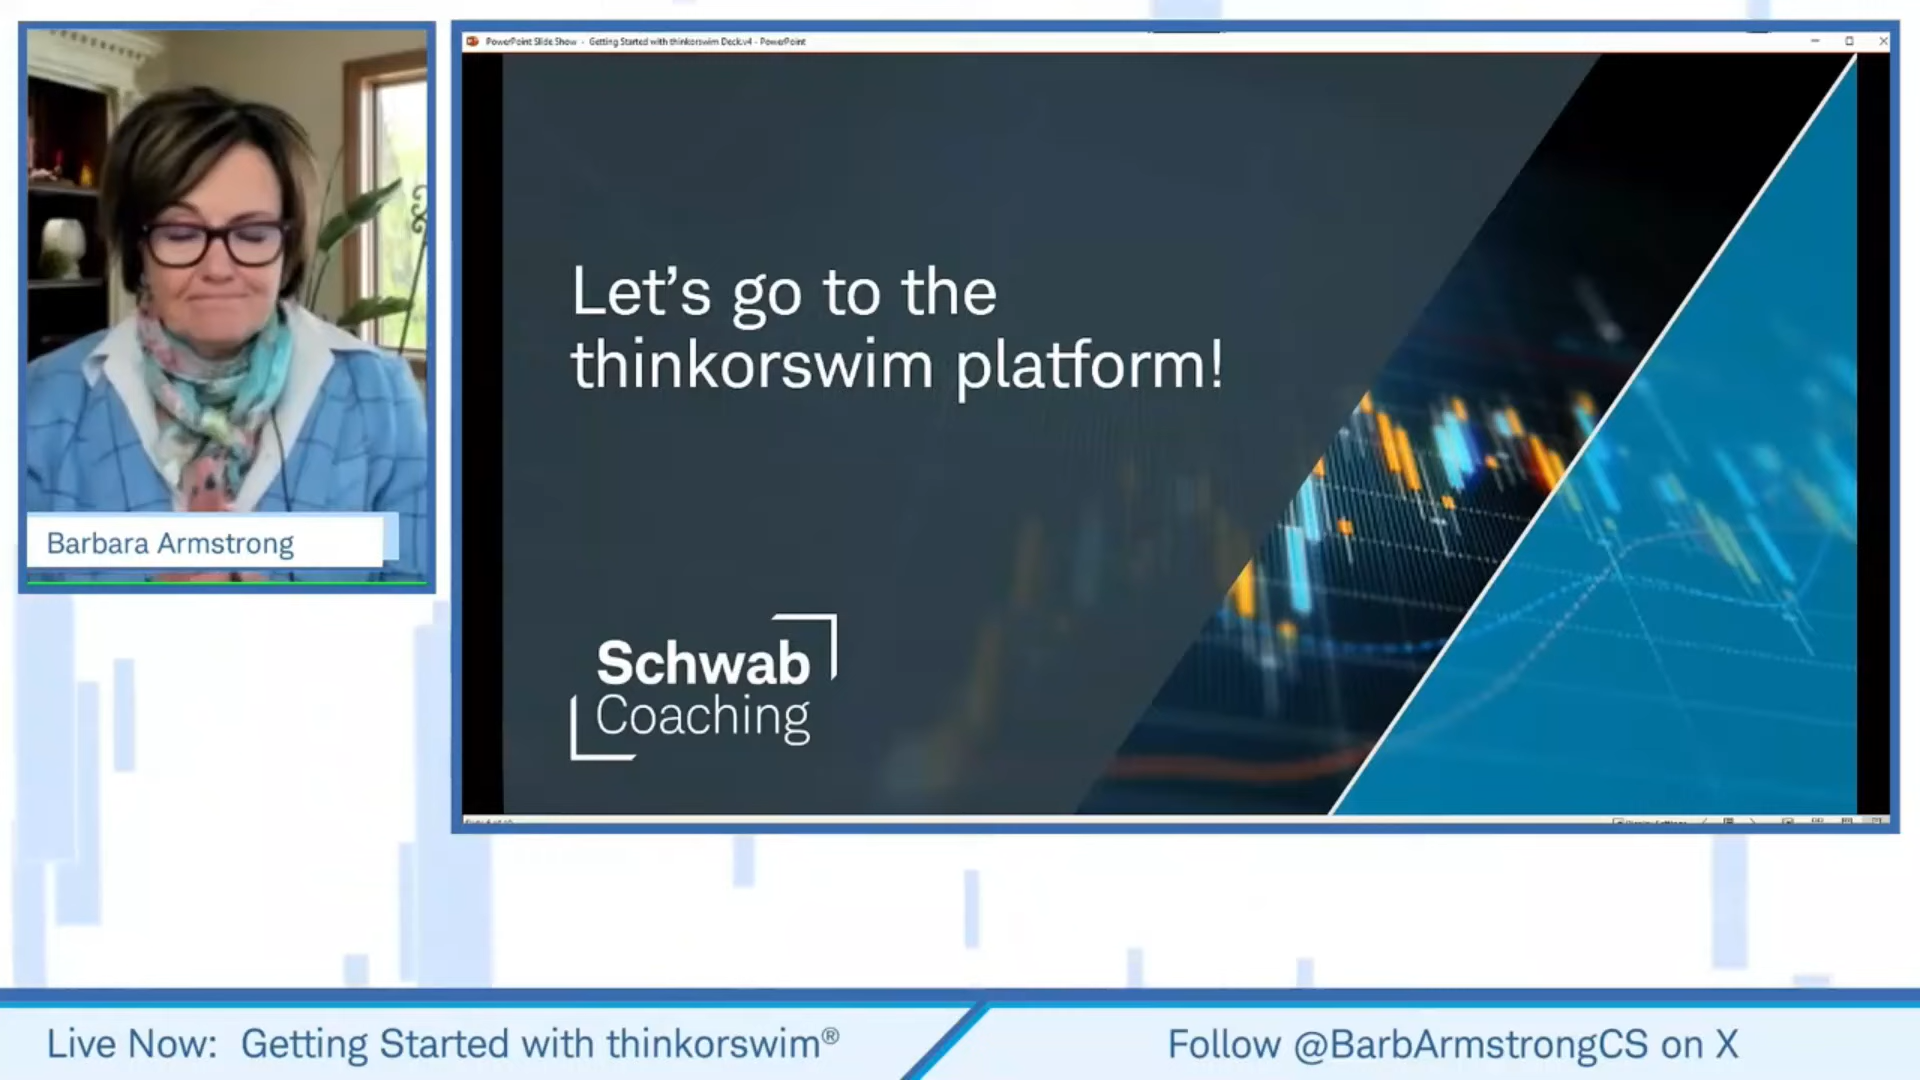 PowerPoint Slide Show - Getting Started with thinkorswim Deck.v4 - PowerPoint
Let's go to the
thinkorswim platform!
Schwab
Coaching
Barbara Armstrong
Live Now: Getting Started with thinkorswim®
Follow @BarbArmstrongCS on X